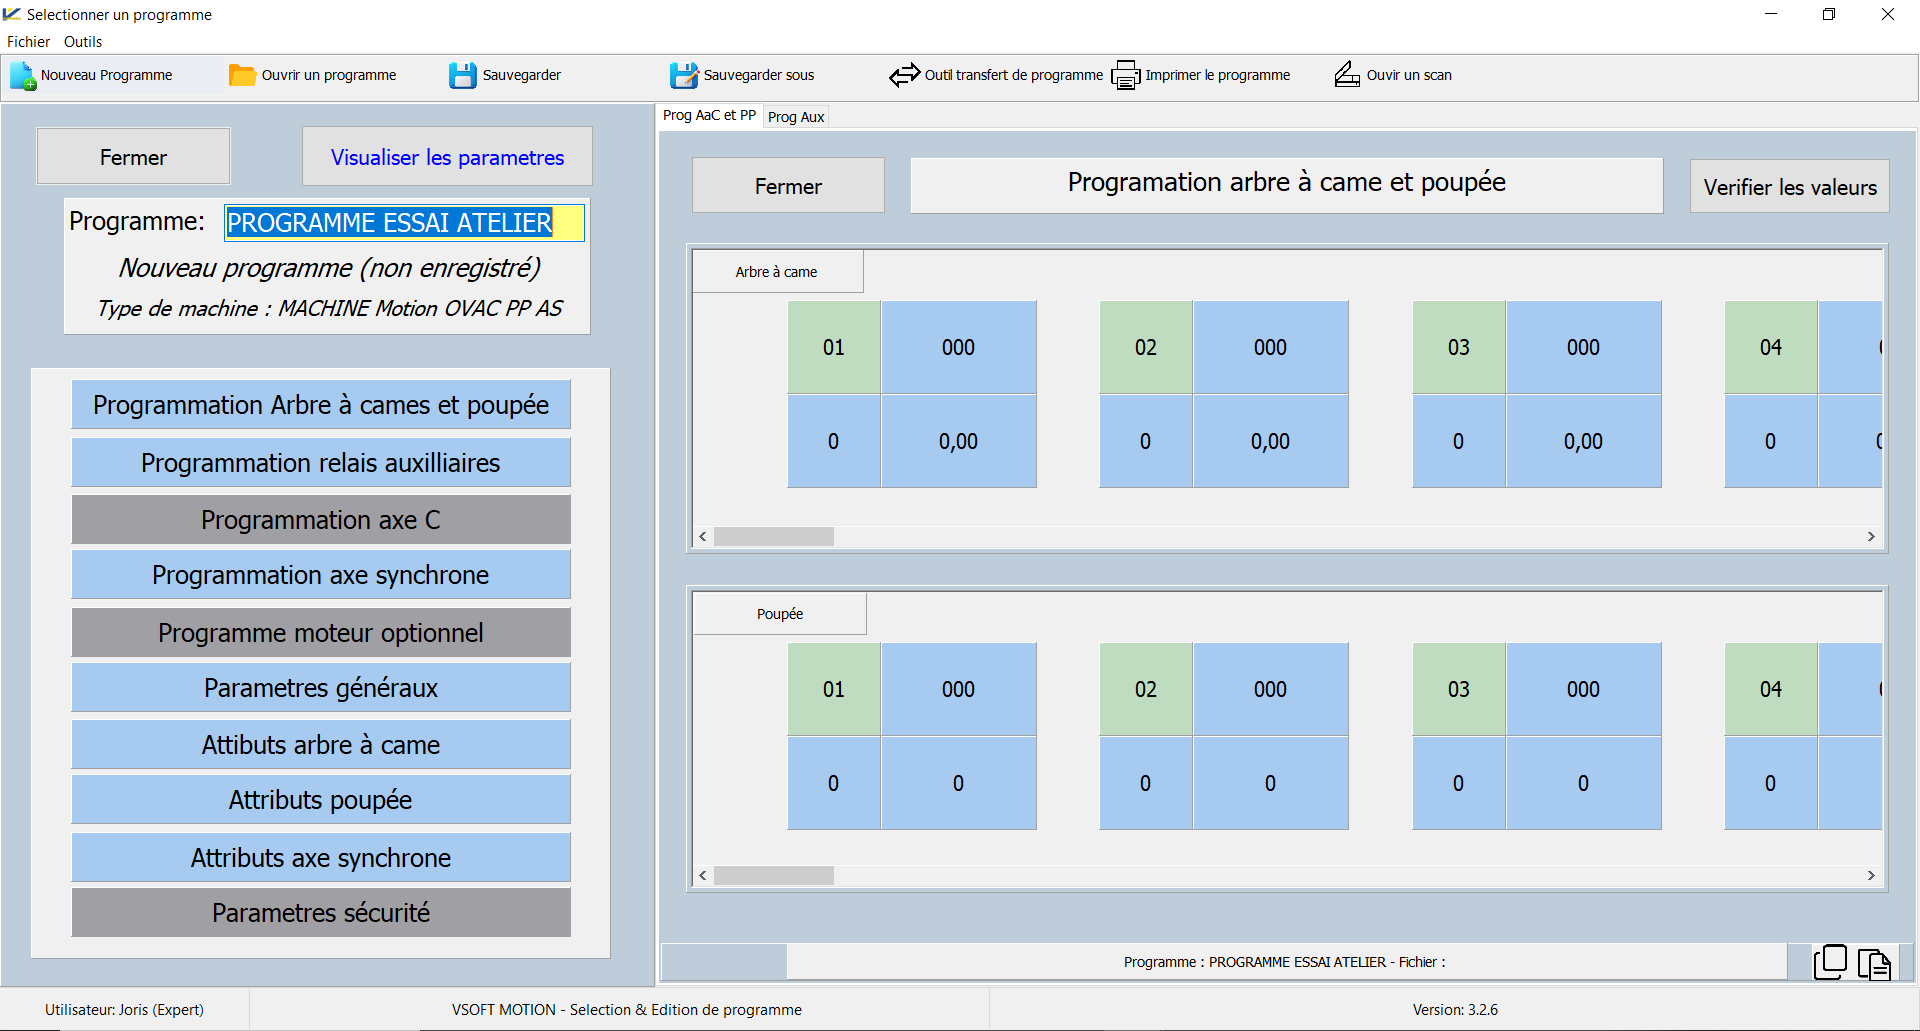 Selectionner un programme
Fichier Outils
Nouveau Programme Ouvrir un programme Sauvegarder Sauvegarder sous Outil transfert de programme Imprimer le programme Ouvir un scan
Fermer Visualiser les parametres
Programme: PROGRAMME ESSAI ATELIER
Nouveau programme (non enregistré)
Type de machine : MACHINE Motion OVAC PP AS
Programmation Arbre à cames et poupée
Programmation relais auxilliaires
Programmation axe C
Programmation axe synchrone
Programme moteur optionnel
Parametres généraux
Attibuts arbre à came
Attributs poupée
Attributs axe synchrone
Parametres sécurité
Prog AaC et PP Prog Aux
Fermer Programation arbre à came et poupée Verifier les valeurs
Arbre à came
01 000 02 000 03 000 04
0 0,00 0 0,00 0 0,00 0
Poupée
01 000 02 000 03 000 04
0 0 0 0 0 0 0
Programme : PROGRAMME ESSAI ATELIER - Fichier :
Utilisateur: Joris (Expert) VSOFT MOTION - Selection & Edition de programme Version: 3.2.6